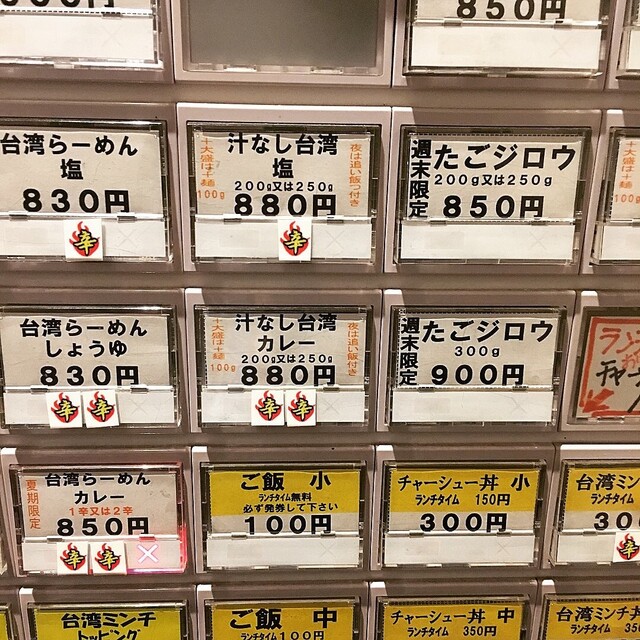 850円
台湾らーめん
塩
830円
辛
汁なし台湾
塩
200g又は250g
880円
十大盛は十麺100g
夜は追い飯つけ付き
辛
週末限定
たごジロウ
200g又は250g
850円
台湾らーめん
しょうゆ
830円
辛 辛
汁なし台湾
カレー
200g又は250g
880円
十大盛は十麺100g
夜は追い飯付き
辛 辛
週末限定
たごジロウ
300g
900円
台湾らーめん
カレー
1辛又は2辛
850円
夏期限定
辛 辛
ご飯 小
ランチタイム無料
必ず発券して下さい
100円
チャーシュー丼 小
ランチタイム 150円
300円
台湾ミン
ランチタイム
30
辛
台湾ミンチ
トッピング
ご飯 中
ランチタイム100円
チャーシュー丼 中
ランチタイム 350円
台湾ミンチ
ランチタイム 350